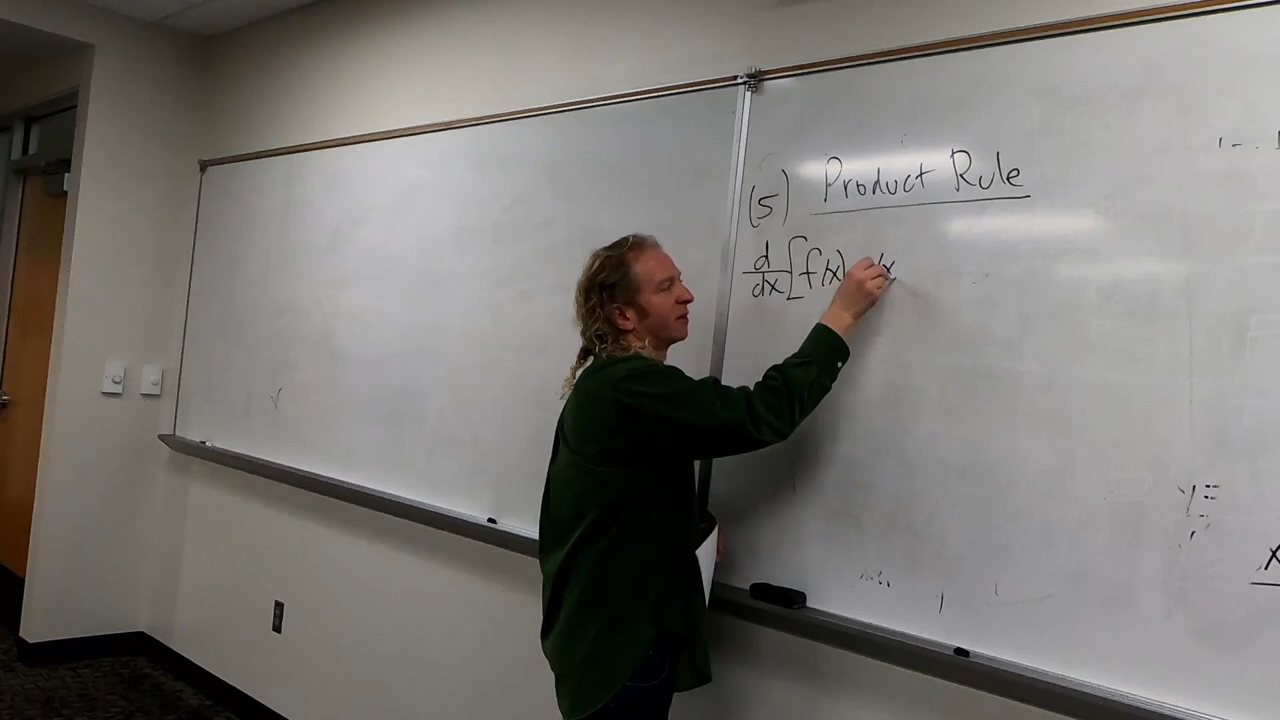 (5) Product Rule
d/dx [f(x)